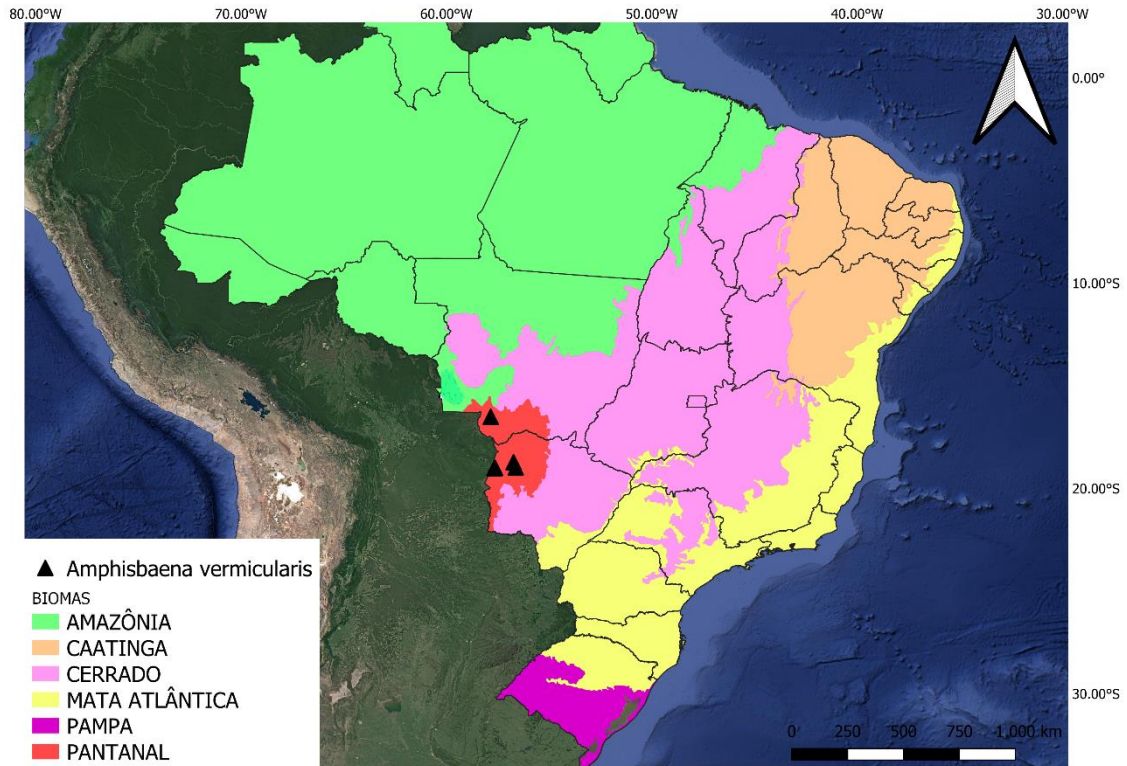 80.00°W 70.00°W 60.00°W 50.00°W 40.00°W 30.00°W
0.00°
10.00°S
20.00°S
30.00°S
Amphisbaena vermicularis
BIOMAS
AMAZÔNIA
CAATINGA
CERRADO
MATA ATLÂNTICA
PAMPA
PANTANAL
0 250 500 750 1.000 km